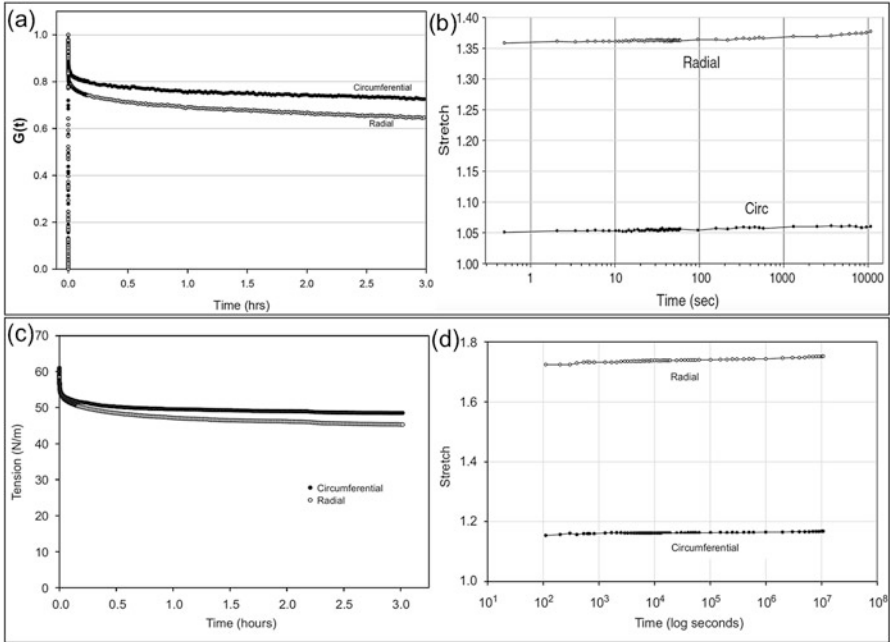 (a)
G(t)
1.0
0.8
0.6
0.4
0.2
0.0
Circumferential
Radial
0.0 0.5 1.0 1.5 2.0 2.5 3.0
Time (hrs)
(b)
Stretch
1.40
1.35
1.30
1.25
1.20
1.15
1.10
1.05
1.00
Radial
Circ
1 10 100 1000 10000
Time (sec)
(c)
Tension (N/m)
70
60
50
40
30
20
10
0
Circumferential
Radial
0.0 0.5 1.0 1.5 2.0 2.5 3.0
Time (hours)
(d)
Stretch
1.8
1.6
1.4
1.2
1.0
Radial
Circumferential
10¹ 10² 10³ 10⁴ 10⁵ 10⁶ 10⁷ 10⁸
Time (log seconds)